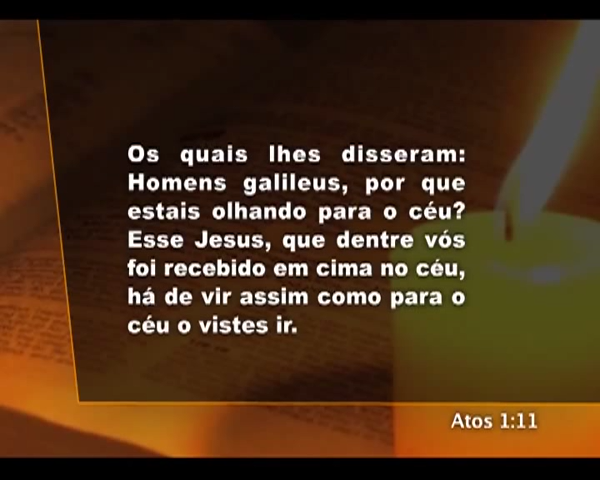 Os quais lhes disseram:
Homens galileus, por que
estais olhando para o céu?
Esse Jesus, que dentre vós
foi recebido em cima no céu,
há de vir assim como para o
céu o vistes ir.
Atos 1:11